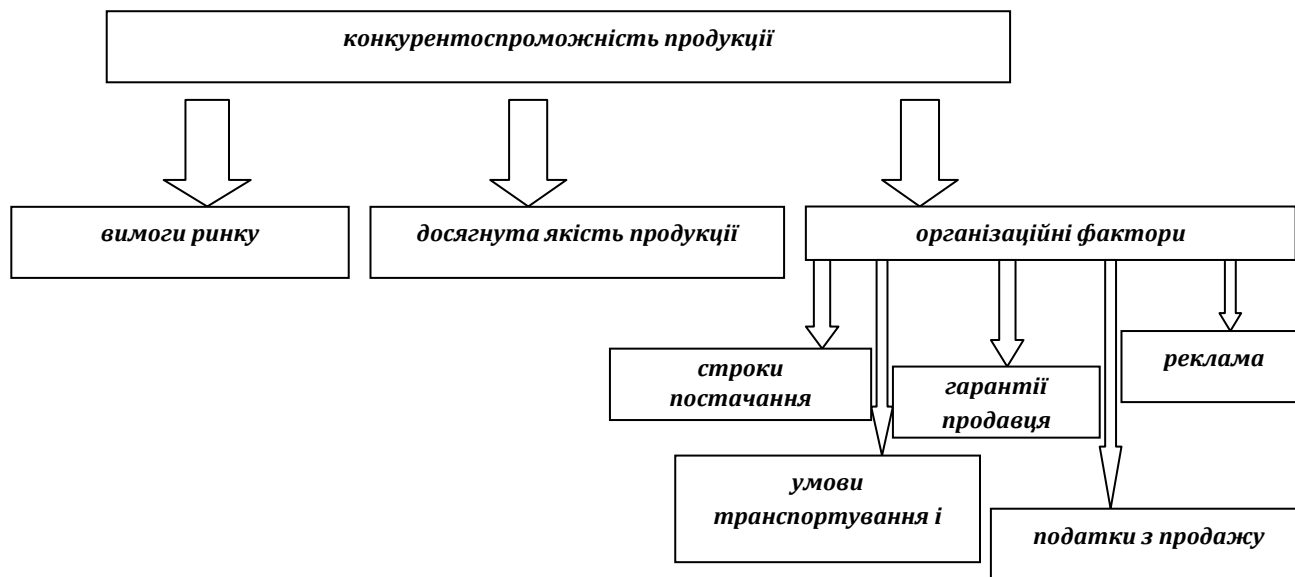 конкурентоспроможність продукції
вимоги ринку
досягнута якість продукції
організаційні фактори
строки
постачання
гарантії
продавця
реклама
умови
транспортування і
податки з продажу